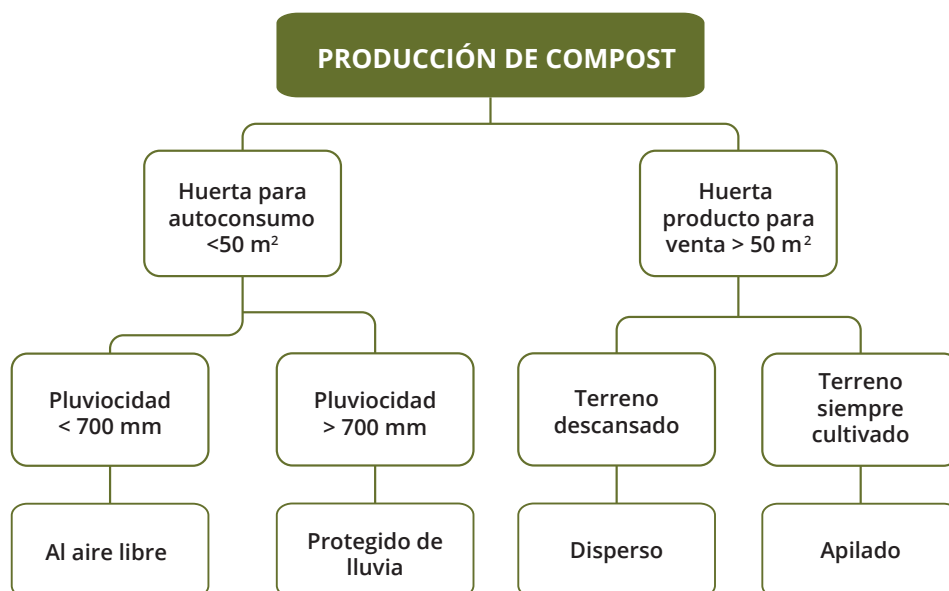 PRODUCCIÓN DE COMPOST
Huerta para
autoconsumo
<50 m²
Huerta
producto para
venta > 50 m²
Pluviocidad
< 700 mm
Pluviocidad
> 700 mm
Terreno
descansado
Terreno
siempre
cultivado
Al aire libre
Protegido de
lluvia
Disperso
Apilado